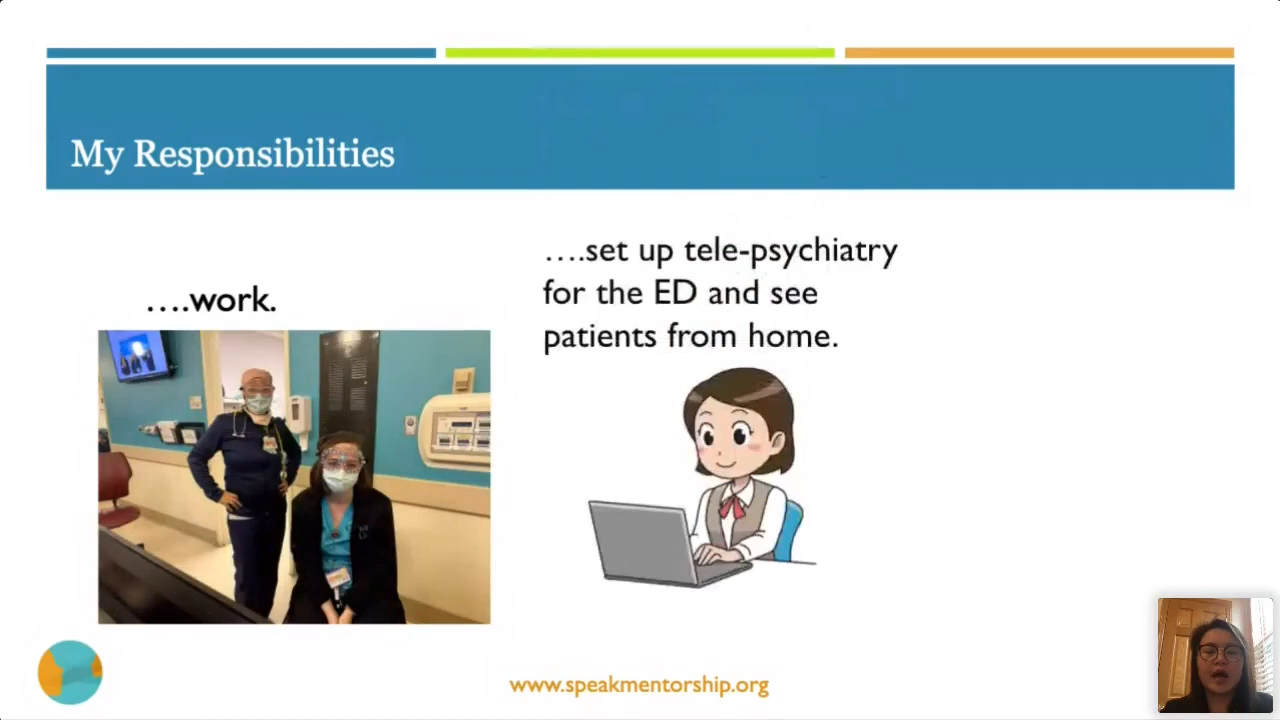 My Responsibilities
….work.
….set up tele-psychiatry
for the ED and see
patients from home.
www.speakmentorship.org